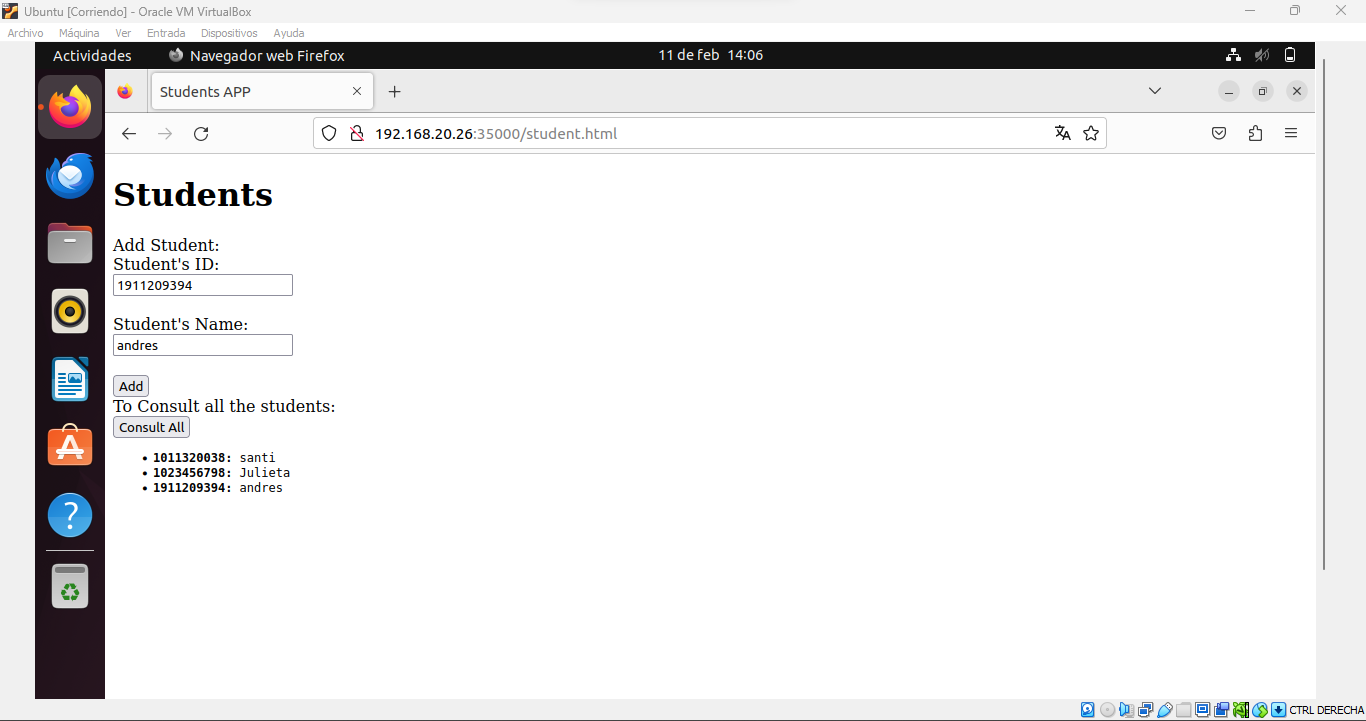 Ubuntu [Corriendo] - Oracle VM VirtualBox
Archivo Máquina Ver Entrada Dispositivos Ayuda
Actividades Navegador web Firefox 11 de feb 14:06
Students APP
192.168.20.26:35000/student.html
Students
Add Student:
Student's ID:
1911209394
Student's Name:
andres
Add
To Consult all the students:
Consult All
• 1011320038: santi
• 1023456798: Julieta
• 1911209394: andres
CTRL DERECHA